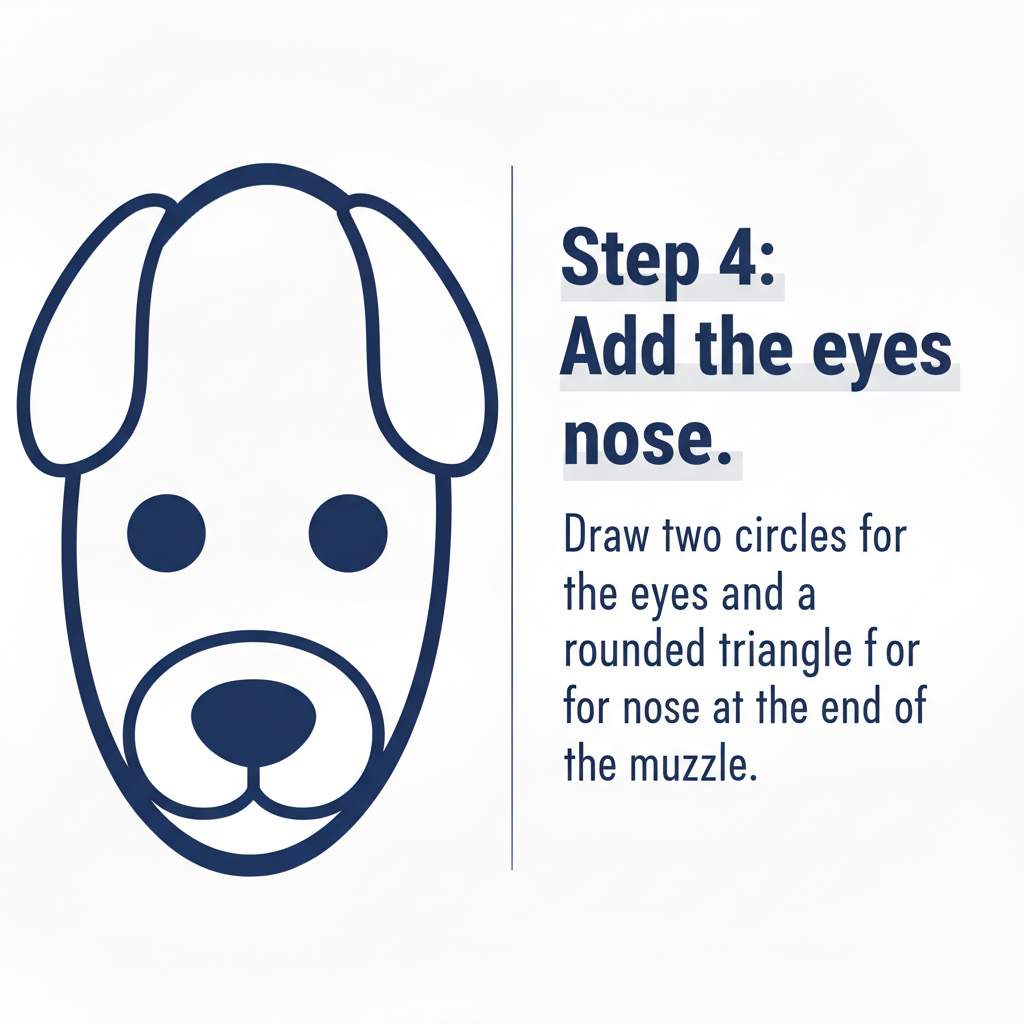 Step 4:
Add the eyes
nose.
Draw two circles for
the eyes and a
rounded triangle f or
for nose at the end of
the muzzle.